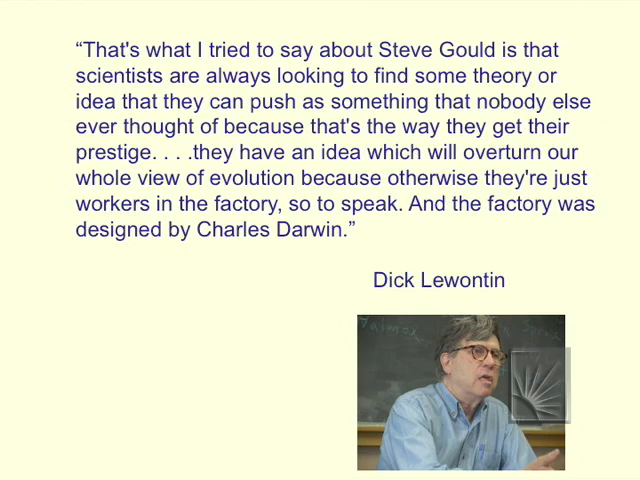 “That's what I tried to say about Steve Gould is that
scientists are always looking to find some theory or
idea that they can push as something that nobody else
ever thought of because that's the way they get their
prestige. . . .they have an idea which will overturn our
whole view of evolution because otherwise they're just
workers in the factory, so to speak. And the factory was
designed by Charles Darwin.”
Dick Lewontin